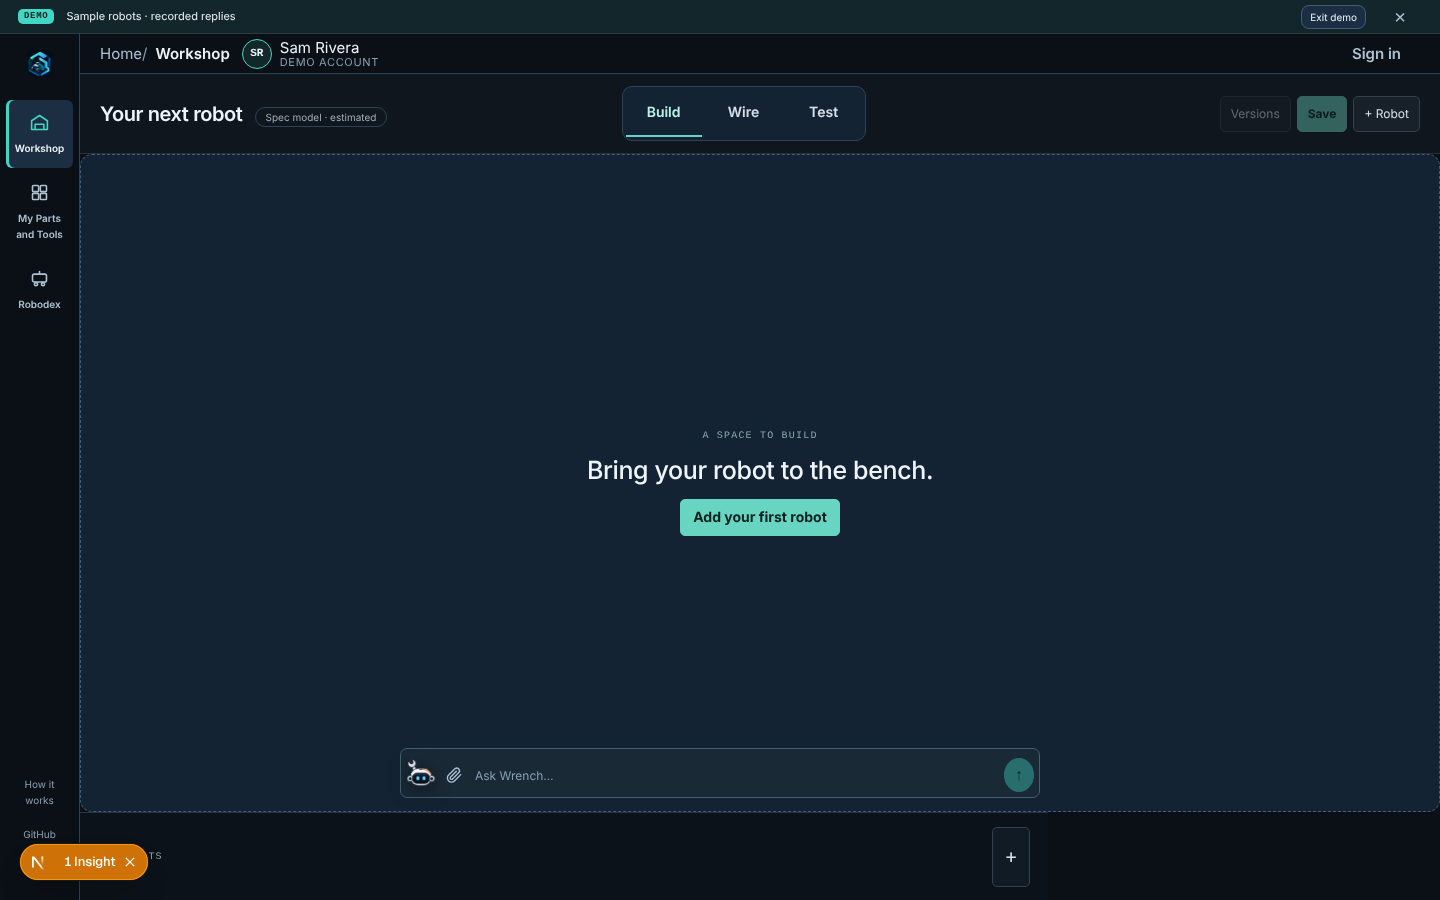 DEMO Sample robots · recorded replies Exit demo ×
Home/ Workshop SR Sam Rivera Sign in
DEMO ACCOUNT
Your next robot Spec model · estimated Build Wire Test Versions Save + Robot
Workshop
My Parts
and Tools
Robodex
A SPACE TO BUILD
Bring your robot to the bench.
Add your first robot
Ask Wrench... ↑
How it
works
GitHub
N 1 Insight × TS +